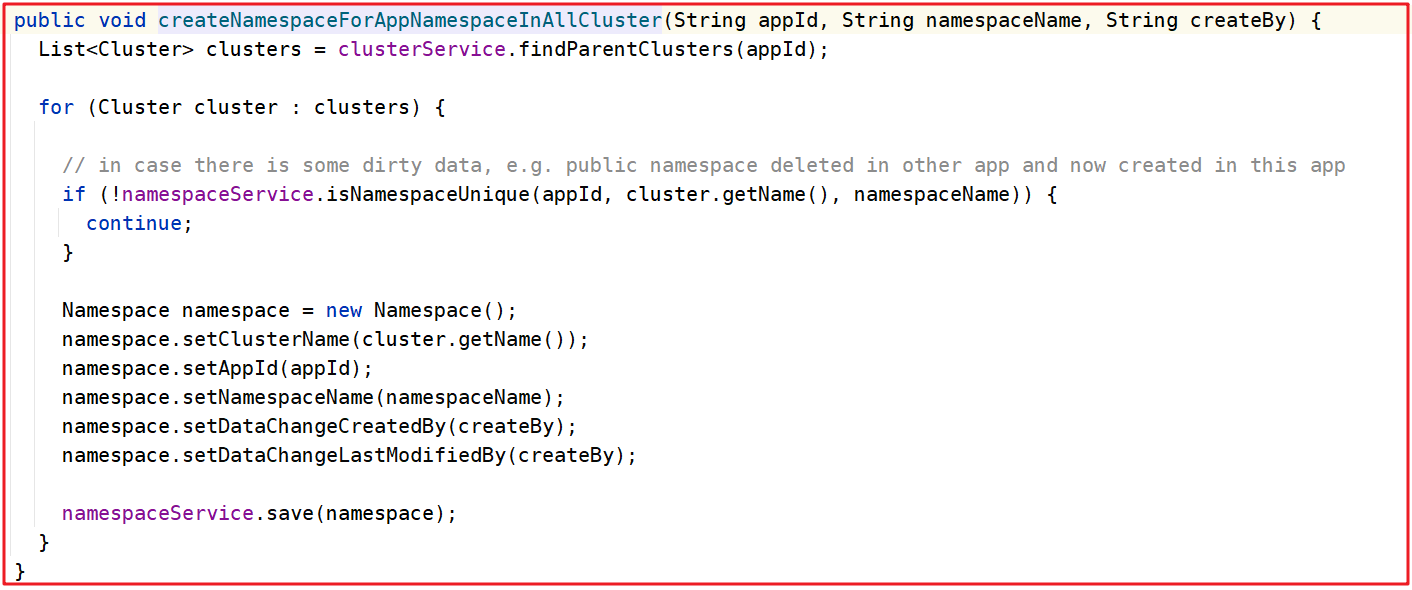 public void createNamespaceForAppNamespaceInAllCluster(String appId, String namespaceName, String createBy) {
  List<Cluster> clusters = clusterService.findParentClusters(appId);

  for (Cluster cluster : clusters) {

    // in case there is some dirty data, e.g. public namespace deleted in other app and now created in this app
    if (!namespaceService.isNamespaceUnique(appId, cluster.getName(), namespaceName)) {
      continue;
    }

    Namespace namespace = new Namespace();
    namespace.setClusterName(cluster.getName());
    namespace.setAppId(appId);
    namespace.setNamespaceName(namespaceName);
    namespace.setDataChangeCreatedBy(createBy);
    namespace.setDataChangeLastModifiedBy(createBy);

    namespaceService.save(namespace);
  }
}